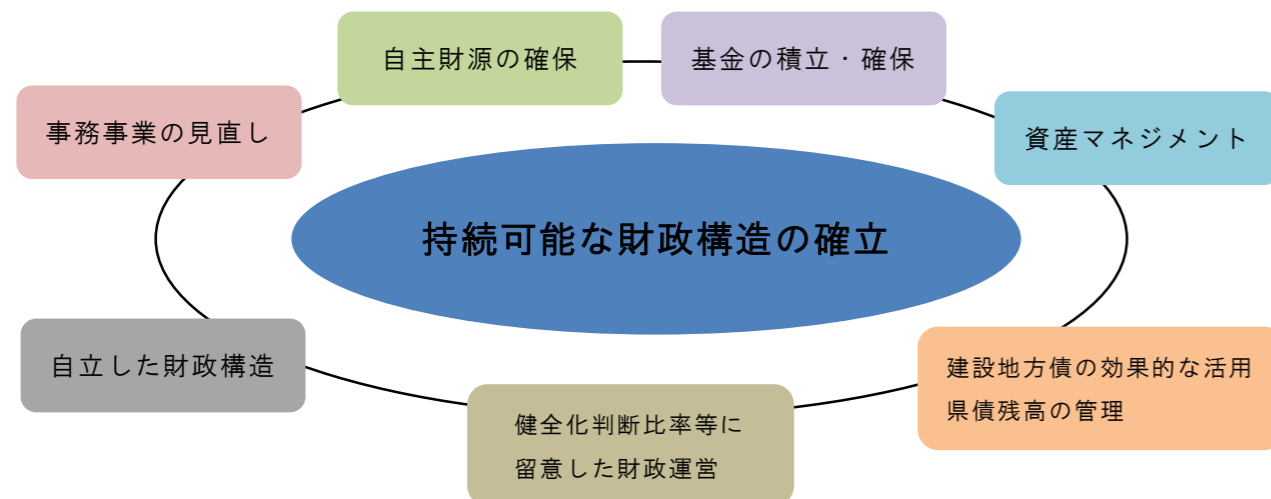 自主財源の確保
基金の積立・確保
事務事業の見直し
資産マネジメント
持続可能な財政構造の確立
自立した財政構造
建設地方債の効果的な活用
県債残高の管理
健全化判断比率等に
留意した財政運営